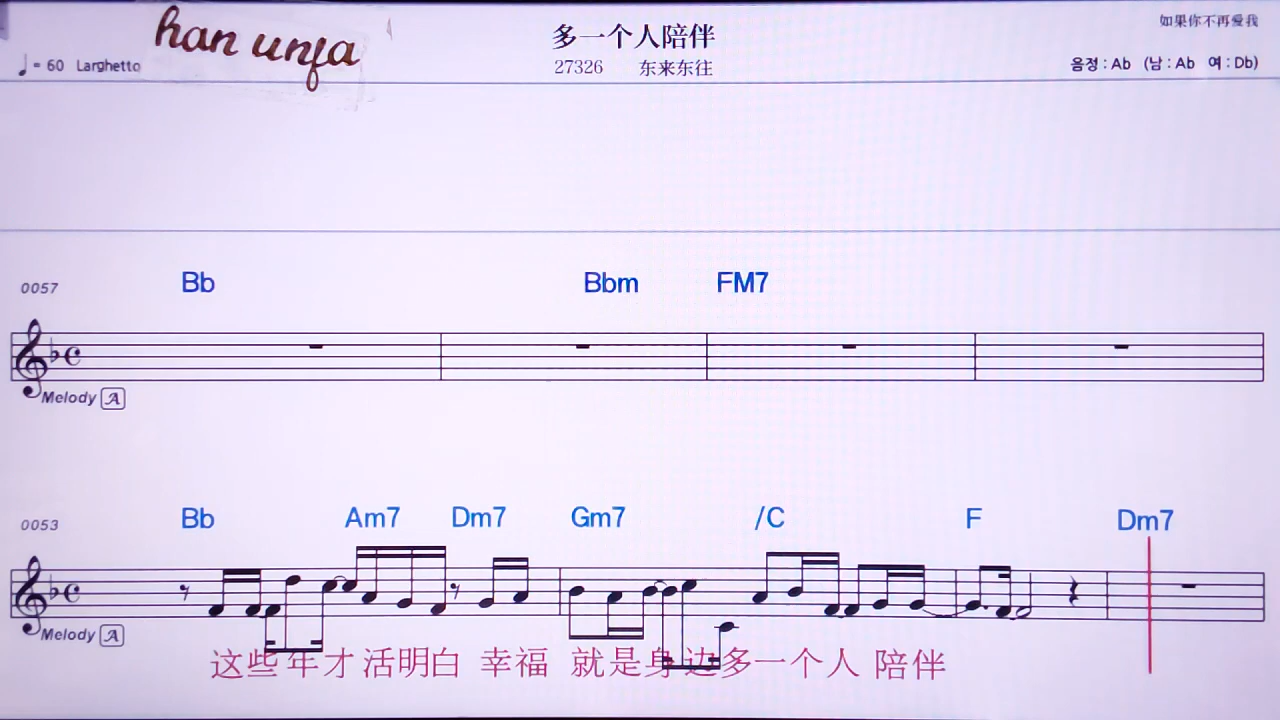 han unfa
多一个人陪伴
如果你不再爱我
♩= 60 Larghetto
27326 东来东往
음정 : Ab (남 : Ab 여 : Db)
0057 Bb Bbm FM7
Melody A
0053 Bb Am7 Dm7 Gm7 /C F Dm7
Melody A
这些年才活明白 幸福 就是身边多一个人 陪伴